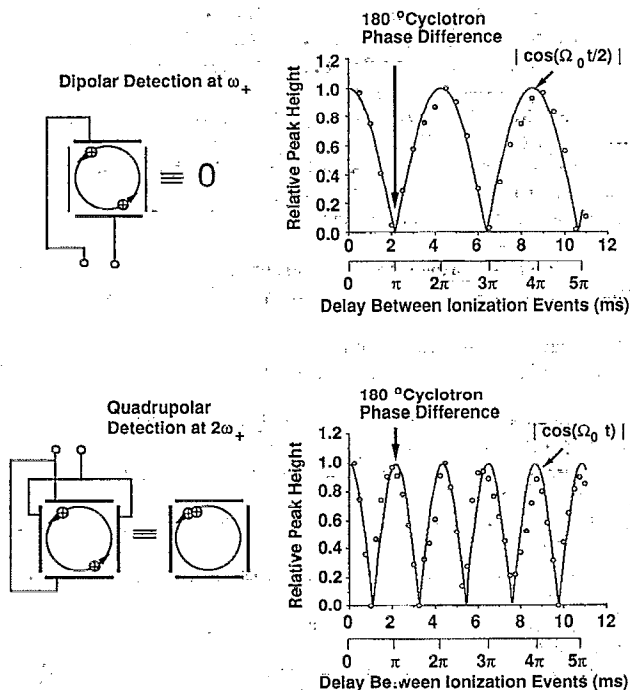 180 °Cyclotron
Phase Difference
| cos(Ω₀t/2) |
Dipolar Detection at ω₊
≡ 0
Relative Peak Height
1.2
1.0
0.8
0.6
0.4
0.2
0.0
0 2 4 6 8 10 12
0 π 2π 3π 4π 5π
Delay Between Ionization Events (ms)
180 °Cyclotron
Phase Difference
| cos(Ω₀ t) |
Quadrupolar
Detection at 2ω₊
≡
Relative Peak Height
1.2
1.0
0.8
0.6
0.4
0.2
0.0
0 2 4 6 8 10 12
0 π 2π 3π 4π 5π
Delay Between Ionization Events (ms)